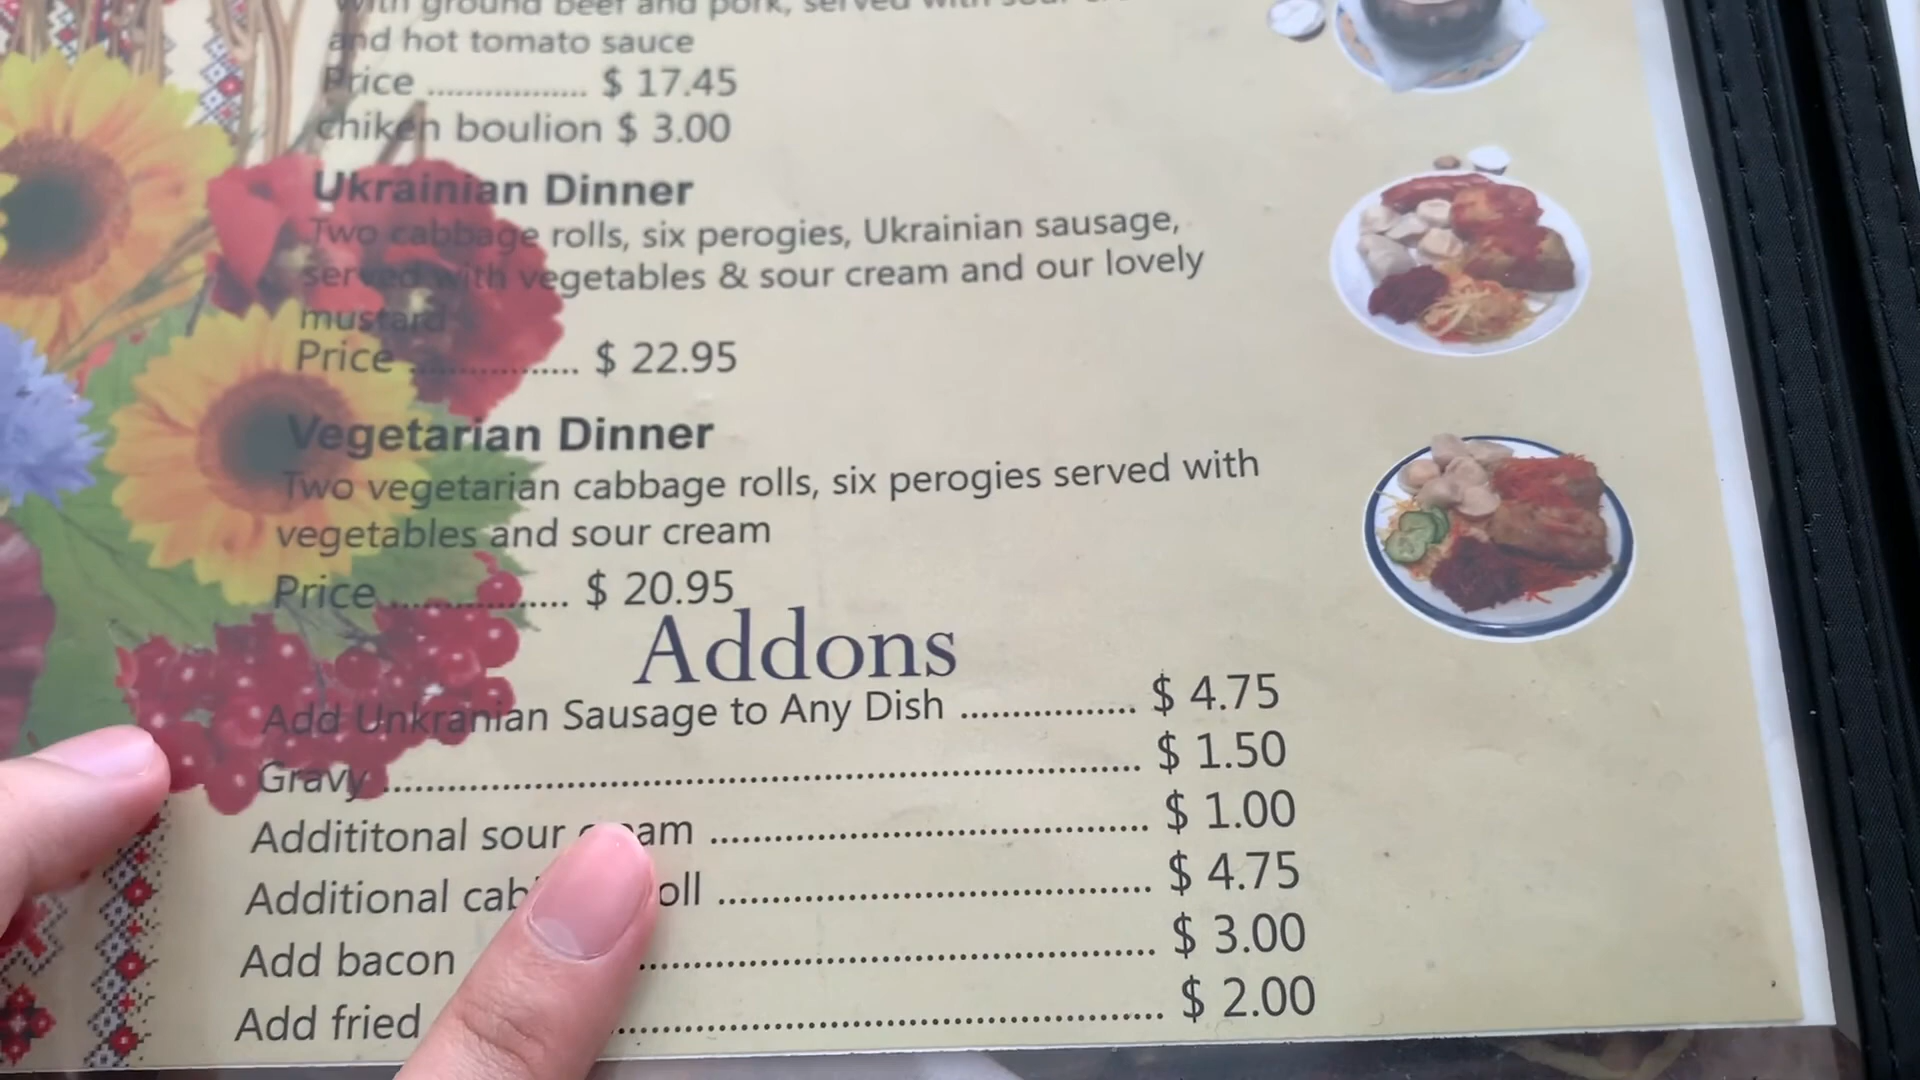 with ground beef and pork, served with sour
and hot tomato sauce
Price ................. $ 17.45
chiken boulion $ 3.00
Ukrainian Dinner
Two cabbage rolls, six perogies, Ukrainian sausage,
served with vegetables & sour cream and our lovely
mustard
Price ................. $ 22.95
Vegetarian Dinner
Two vegetarian cabbage rolls, six perogies served with
vegetables and sour cream
Price ................. $ 20.95
Addons
Add Unkranian Sausage to Any Dish ................. $ 4.75
Gravy ................. $ 1.50
Addititonal sour cream ................. $ 1.00
Additional cab oll ................. $ 4.75
Add bacon ................. $ 3.00
Add fried ................. $ 2.00